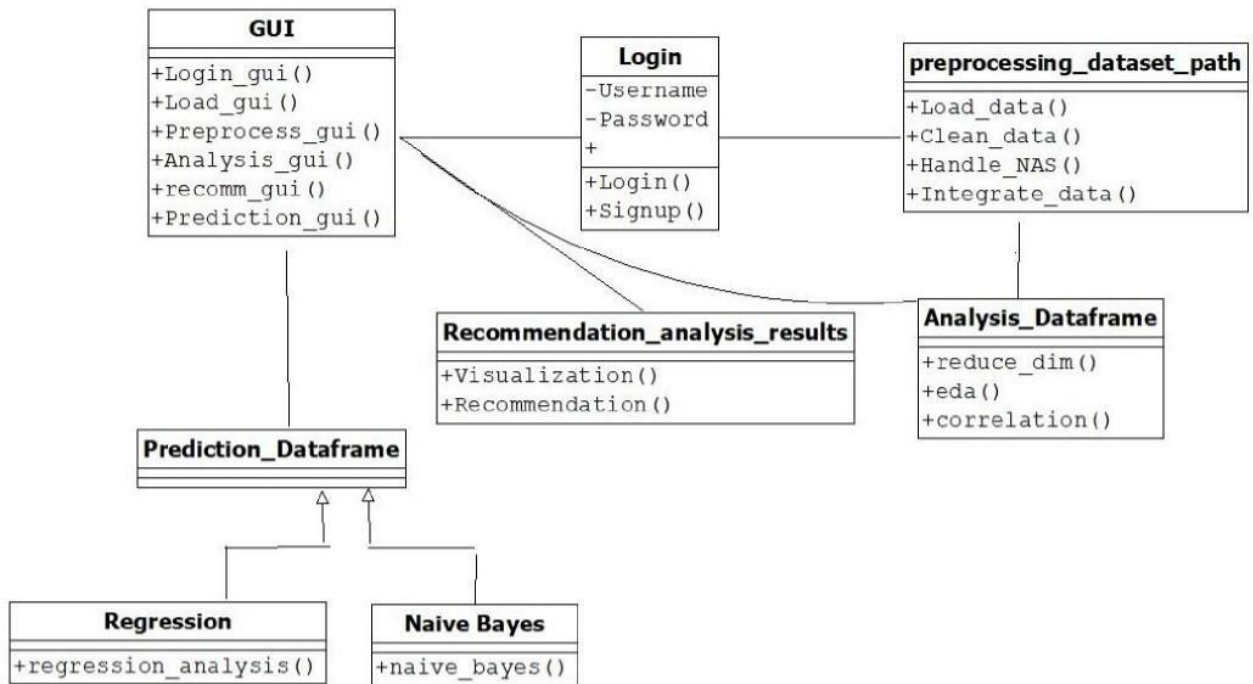 GUI
+Login_gui()
+Load_gui()
+Preprocess_gui()
+Analysis_gui()
+recomm_gui()
+Prediction_gui()
Login
-Username
-Password
+
+Login()
+Signup()
preprocessing_dataset_path
+Load_data()
+Clean_data()
+Handle_NAS()
+Integrate_data()
Recommendation_analysis_results
+Visualization()
+Recommendation()
Analysis_Dataframe
+reduce_dim()
+eda()
+correlation()
Prediction_Dataframe
Regression
+regression_analysis()
Naive Bayes
+naive_bayes()